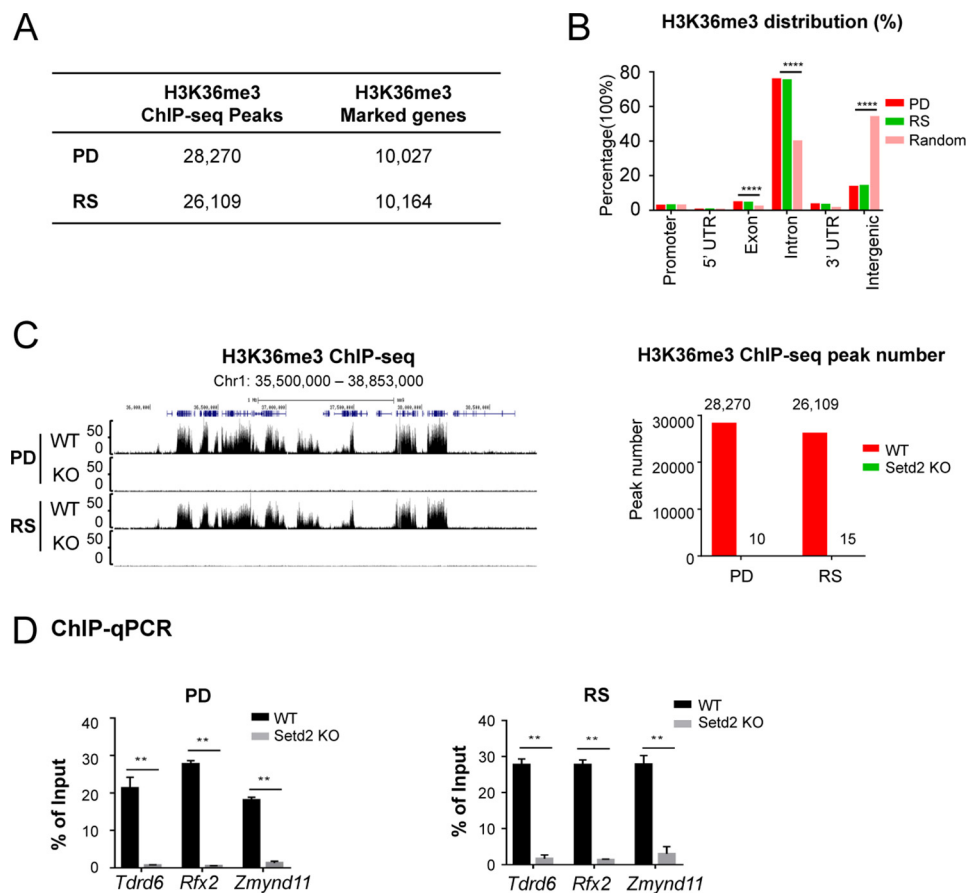 A
H3K36me3
ChIP-seq Peaks
H3K36me3
Marked genes
PD
28,270
10,027
RS
26,109
10,164
B
H3K36me3 distribution (%)
Percentage(100%)
80
60
40
20
0
****
****
****
PD
RS
Random
Promoter
5' UTR
Exon
Intron
3' UTR
Intergenic
C
H3K36me3 ChIP-seq
Chr1: 35,500,000 – 38,853,000
PD
WT
50
0
KO
50
0
RS
WT
50
0
KO
50
0
H3K36me3 ChIP-seq peak number
Peak number
30000
20000
10000
0
28,270
26,109
10
15
WT
Setd2 KO
PD
RS
D
ChIP-qPCR
PD
% of Input
40
30
20
10
0
**
**
**
WT
Setd2 KO
Tdrd6
Rfx2
Zmynd11
RS
% of Input
40
30
20
10
0
**
**
**
WT
Setd2 KO
Tdrd6
Rfx2
Zmynd11